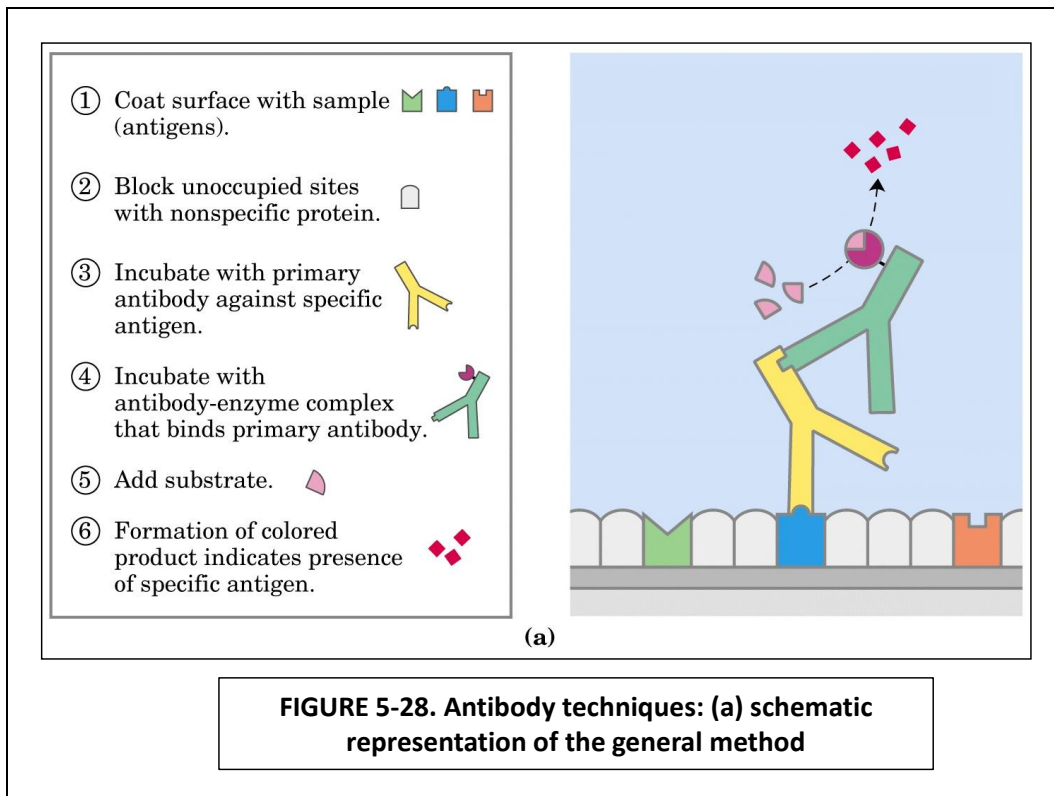 ① Coat surface with sample
(antigens).
② Block unoccupied sites
with nonspecific protein.
③ Incubate with primary
antibody against specific
antigen.
④ Incubate with
antibody-enzyme complex
that binds primary antibody.
⑤ Add substrate.
⑥ Formation of colored
product indicates presence
of specific antigen.
(a)
FIGURE 5-28. Antibody techniques: (a) schematic
representation of the general method